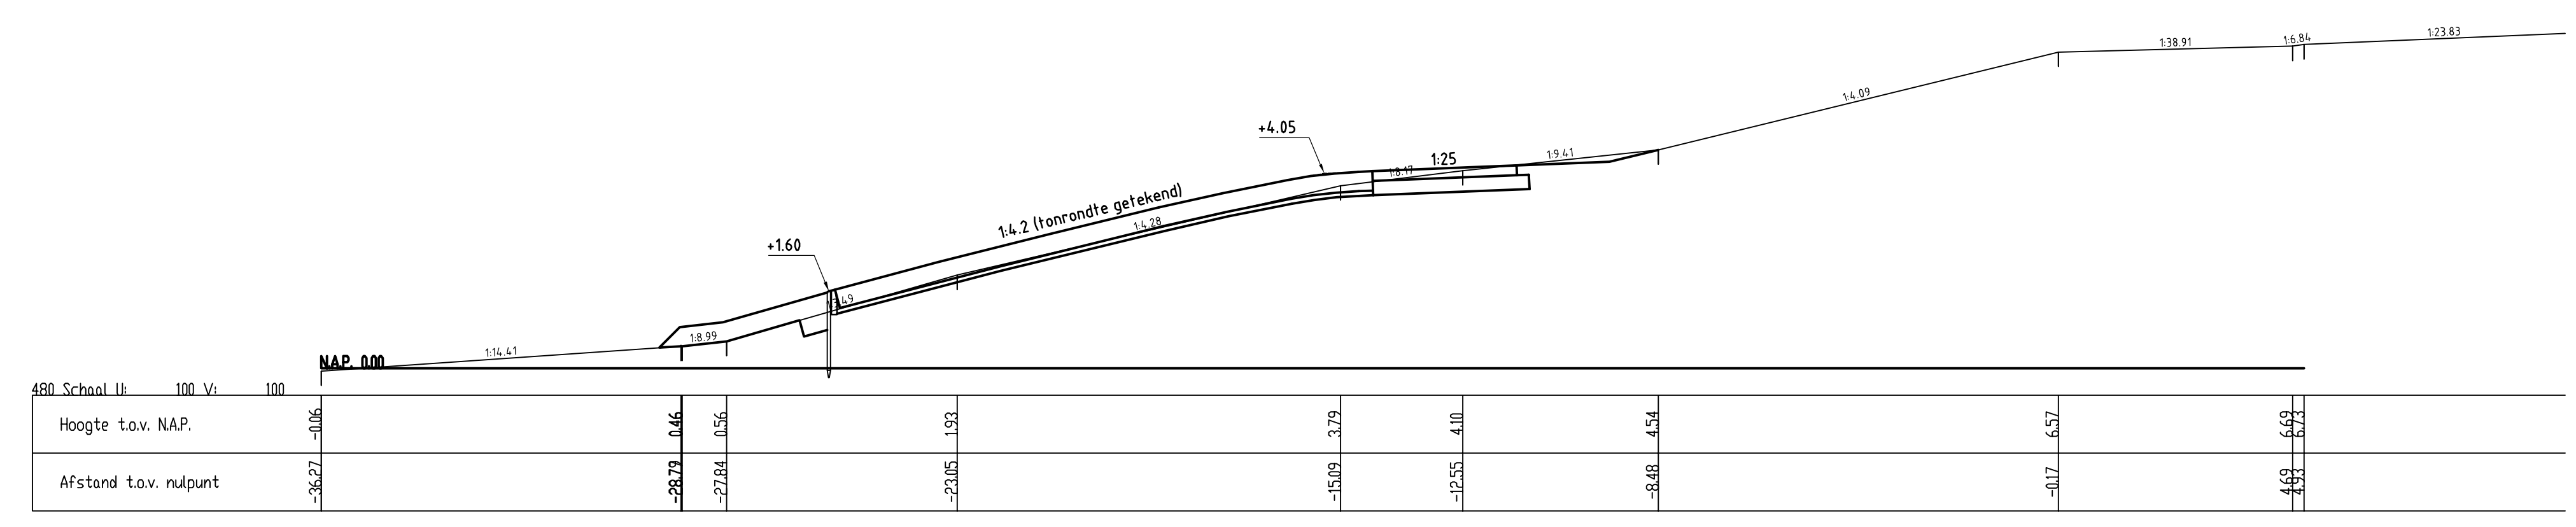 1:23.83
1:6.84
1:38.91
1:4.09
+4.05
1:9.41
1:25
1:8.17
1:4.2 (tonrondte getekend)
1:4.28
+1.60
1:8.99
1:14.41
N.A.P. 0.00
480 Schaal U: 100 V: 100
Hoogte t.o.v. N.A.P. -0.06 0.46 0.56 1.93 3.79 4.10 4.54 6.57 6.69 6.73
Afstand t.o.v. nulpunt -36.27 -28.79 -27.84 -23.05 -15.09 -12.55 -8.48 -0.17 4.69 4.93